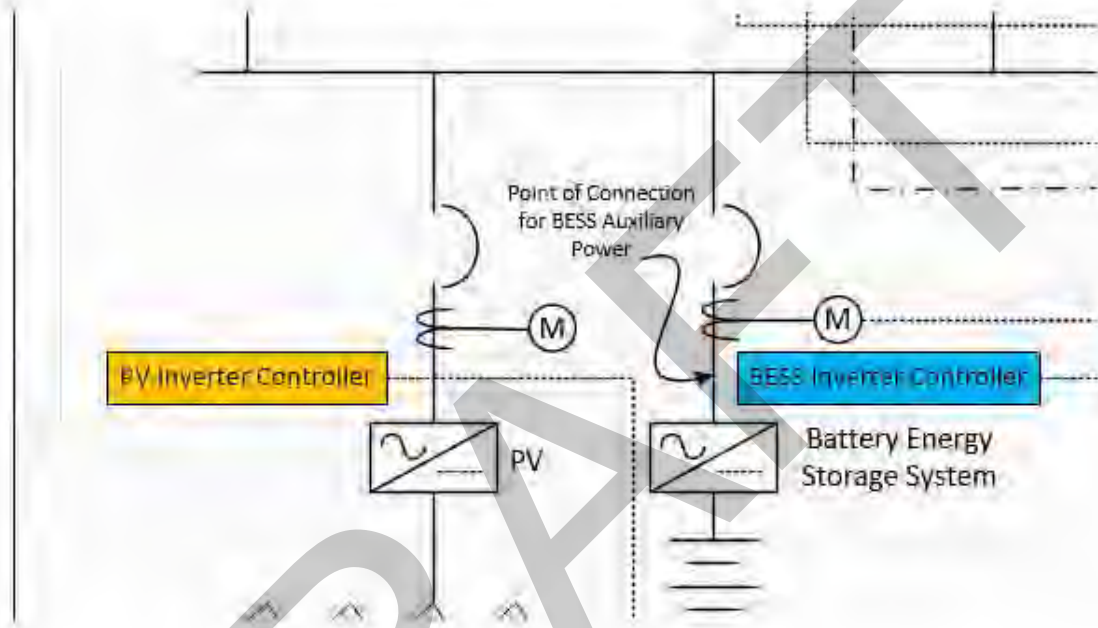 Point of Connection
for BESS Auxiliary
Power
M
M
PV Inverter Controller
BESS Inverter Controller
PV
Battery Energy
Storage System
DRAFT